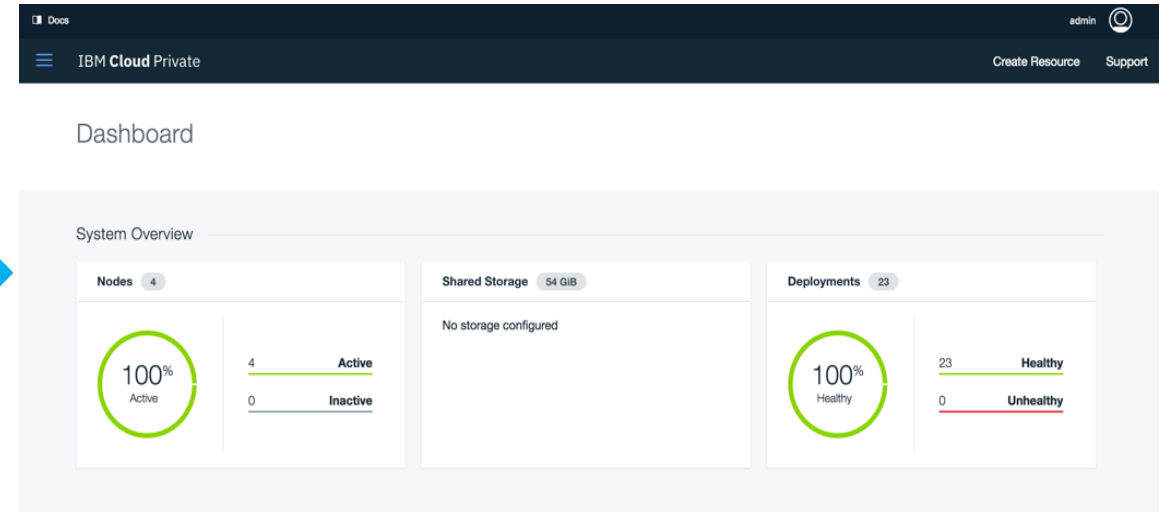 Docs
admin
IBM Cloud Private
Create Resource
Support
Dashboard
System Overview
Nodes 4
100%
Active
4 Active
0 Inactive
Shared Storage 54 GiB
No storage configured
Deployments 23
100%
Healthy
23 Healthy
0 Unhealthy